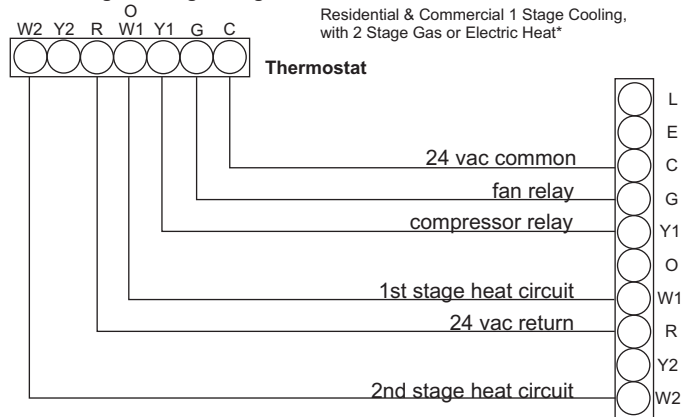 Residential & Commercial 1 Stage Cooling,
with 2 Stage Gas or Electric Heat*
O
W2 Y2 R W1 Y1 G C
Thermostat
L
E
24 vac common C
fan relay G
compressor relay Y1
O
1st stage heat circuit W1
24 vac return R
Y2
2nd stage heat circuit W2